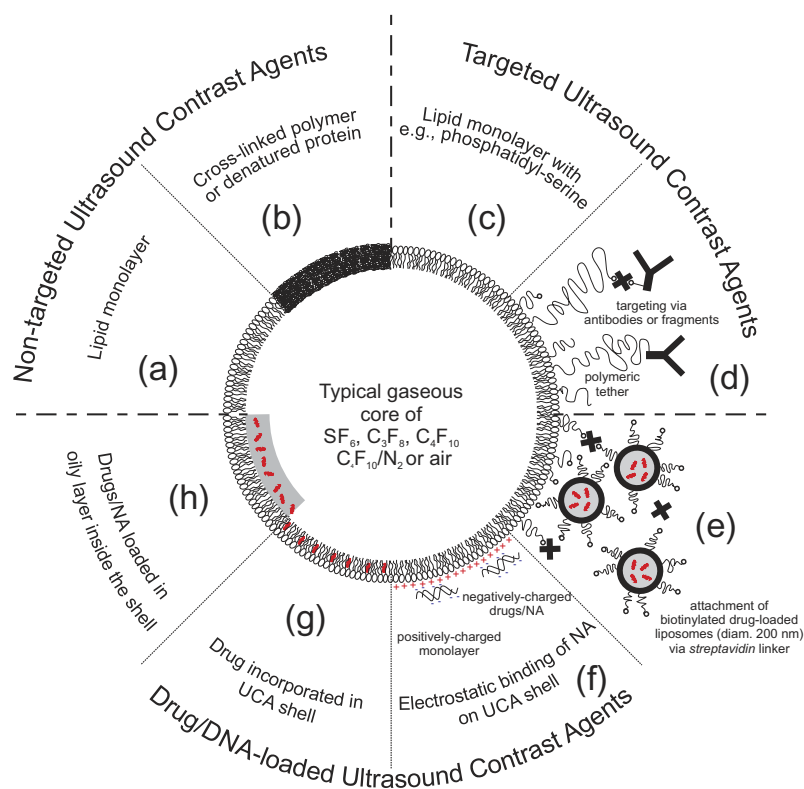 Non-targeted Ultrasound Contrast Agents
Targeted Ultrasound Contrast Agents
Cross-linked polymer
or denatured protein
(b)
Lipid monolayer with
e.g., phosphatidyl-serine
(c)
Lipid monolayer
(a)
targeting via
antibodies or fragments
polymeric
tether
(d)
Typical gaseous
core of
SF6, C3F8, C4F10
C4F10/N2 or air
Drugs/NA loaded in
oily layer inside the shell
(h)
(e)
attachment of
biotinylated drug-loaded
liposomes (diam. 200 nm)
via streptavidin linker
(g)
Drug incorporated in
UCA shell
negatively-charged
drugs/NA
positively-charged
monolayer
Electrostatic binding of NA
on UCA shell
(f)
Drug/DNA-loaded Ultrasound Contrast Agents